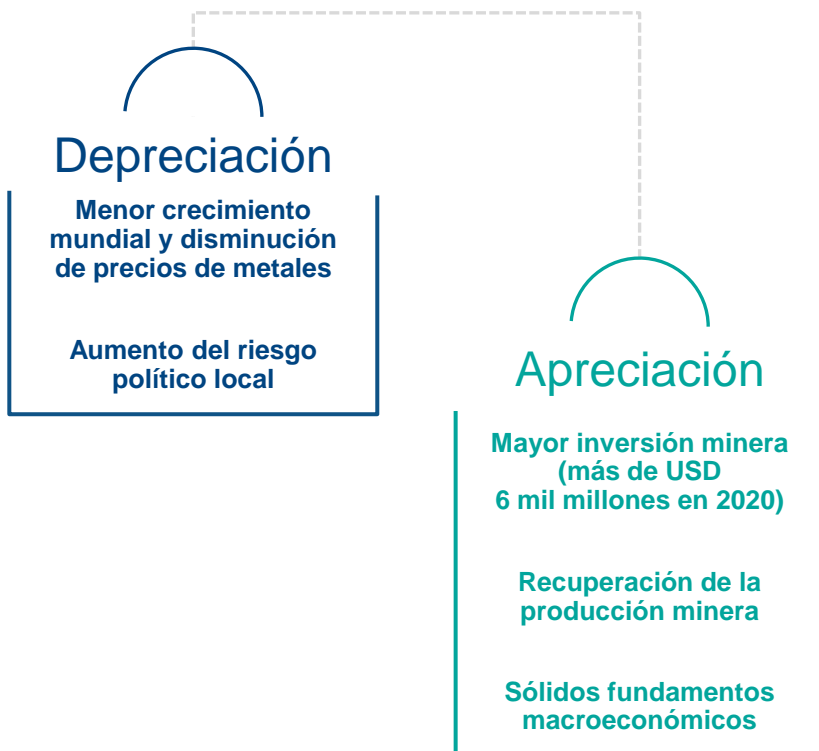 Depreciación
Menor crecimiento
mundial y disminución
de precios de metales
Aumento del riesgo
político local
Apreciación
Mayor inversión minera
(más de USD
6 mil millones en 2020)
Recuperación de la
producción minera
Sólidos fundamentos
macroeconómicos